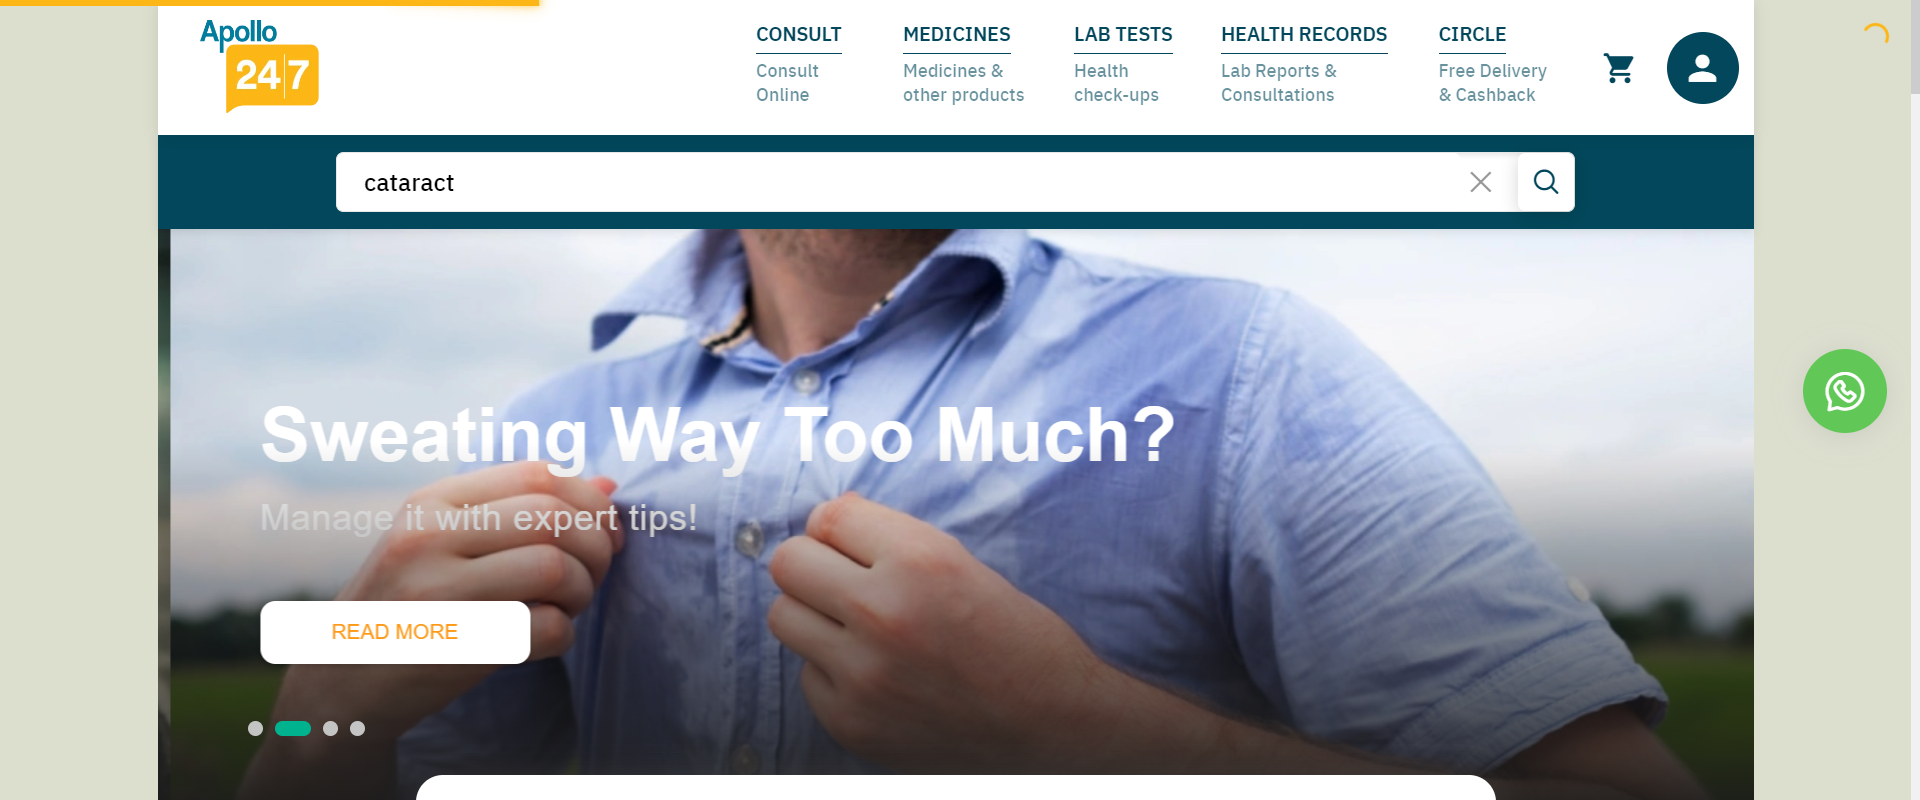 Apollo
24|7
CONSULT
Consult
Online
MEDICINES
Medicines &
other products
LAB TESTS
Health
check-ups
HEALTH RECORDS
Lab Reports &
Consultations
CIRCLE
Free Delivery
& Cashback
cataract
Sweating Way Too Much?
Manage it with expert tips!
READ MORE